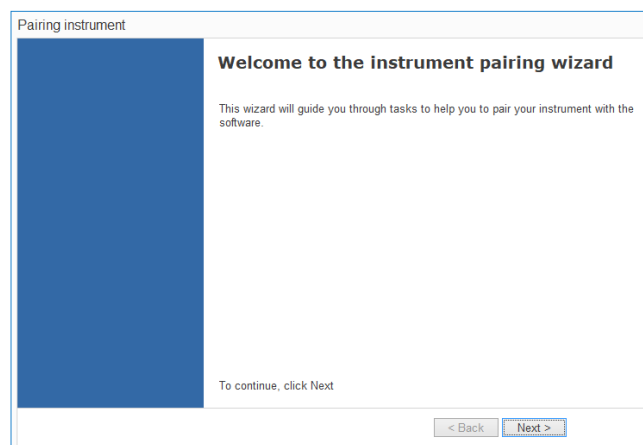 Pairing instrument
Welcome to the instrument pairing wizard
This wizard will guide you through tasks to help you to pair your instrument with the
software.
To continue, click Next
< Back Next >